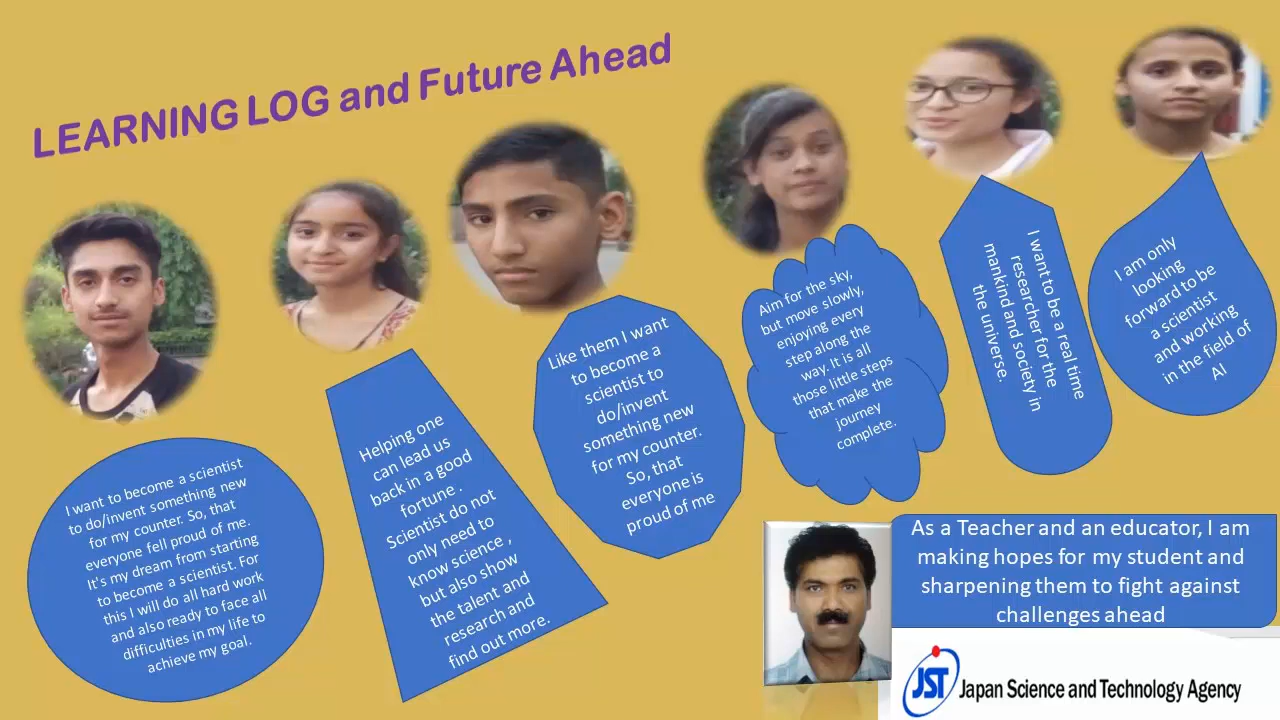 LEARNING LOG and Future Ahead
I want to become a scientist
to do/invent something new
for my counter. So, that
everyone fell proud of me.
It's my dream from starting
to become a scientist. For
this I will do all hard work
and also ready to face all
difficulties in my life to
achieve my goal.
Helping one
can lead us
back in a good
fortune .
Scientist do not
only need to
know science ,
but also show
the talent and
research and
find out more.
Like them I want
to become a
scientist to
do/invent
something new
for my counter.
So, that
everyone is
proud of me
Aim for the sky,
but move slowly,
enjoying every
step along the
way. It is all
those little steps
that make the
journey
complete.
I want to be a real time
researcher for the
mankind and society in
the universe.
I am only
looking
forward to be
a scientist
and working
in the field of
AI
As a Teacher and an educator, I am
making hopes for my student and
sharpening them to fight against
challenges ahead
JST Japan Science and Technology Agency